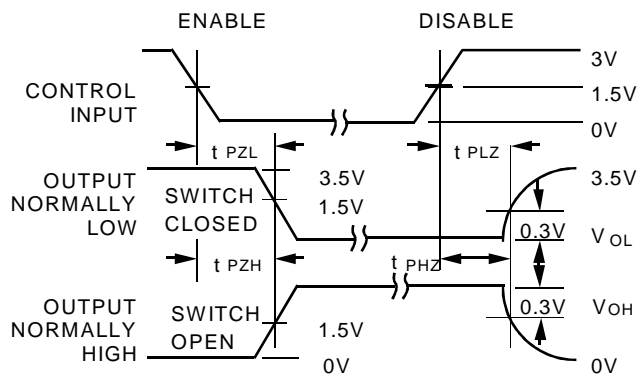 ENABLE DISABLE
3V
CONTROL INPUT
1.5V
0V
t PZL t PLZ
OUTPUT NORMALLY LOW
SWITCH CLOSED
3.5V
1.5V
3.5V
0.3V
VOL
t PZH t PHZ
OUTPUT NORMALLY HIGH
SWITCH OPEN
1.5V
0V
0.3V
VOH
0V